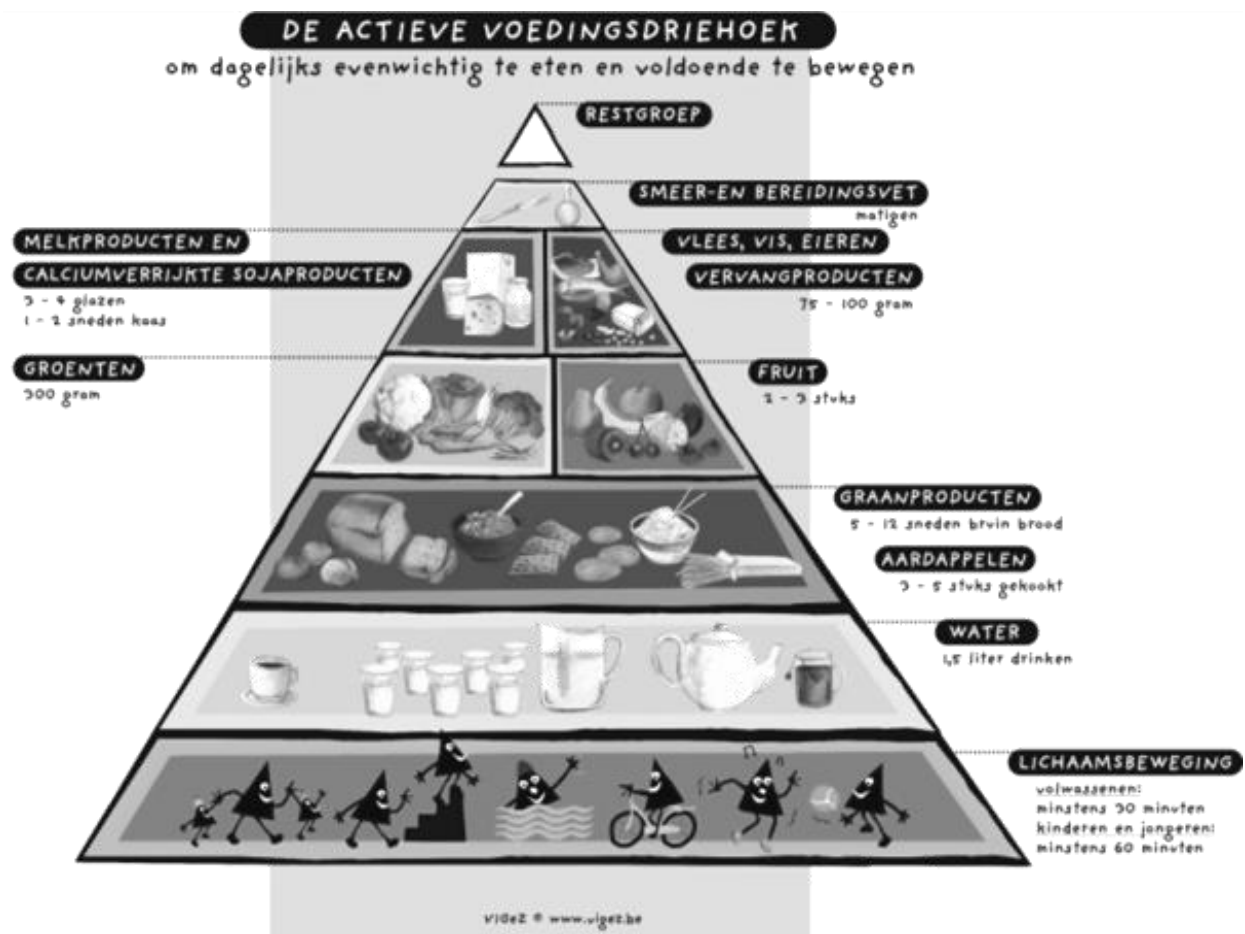 DE ACTIEVE VOEDINGSDRIEHOEK
om dagelijks evenwichtig te eten en voldoende te bewegen
RESTGROEP
SMEER-EN BEREIDINGSVET
matigen
MELKPRODUCTEN EN
CALCIUMVERRIJKTE SOJAPRODUCTEN
3 - 4 glazen
1 - 2 sneden kaas
VLEES, VIS, EIEREN
VERVANGPRODUCTEN
75 - 100 gram
GROENTEN
300 gram
FRUIT
2 - 3 stuks
GRAANPRODUCTEN
5 - 12 sneden bruin brood
AARDAPPELEN
3 - 5 stuks gekookt
WATER
1,5 liter drinken
LICHAAMSBEWEGING
volwassenen:
minstens 30 minuten
kinderen en jongeren:
minstens 60 minuten
VIGeZ © www.vigez.be